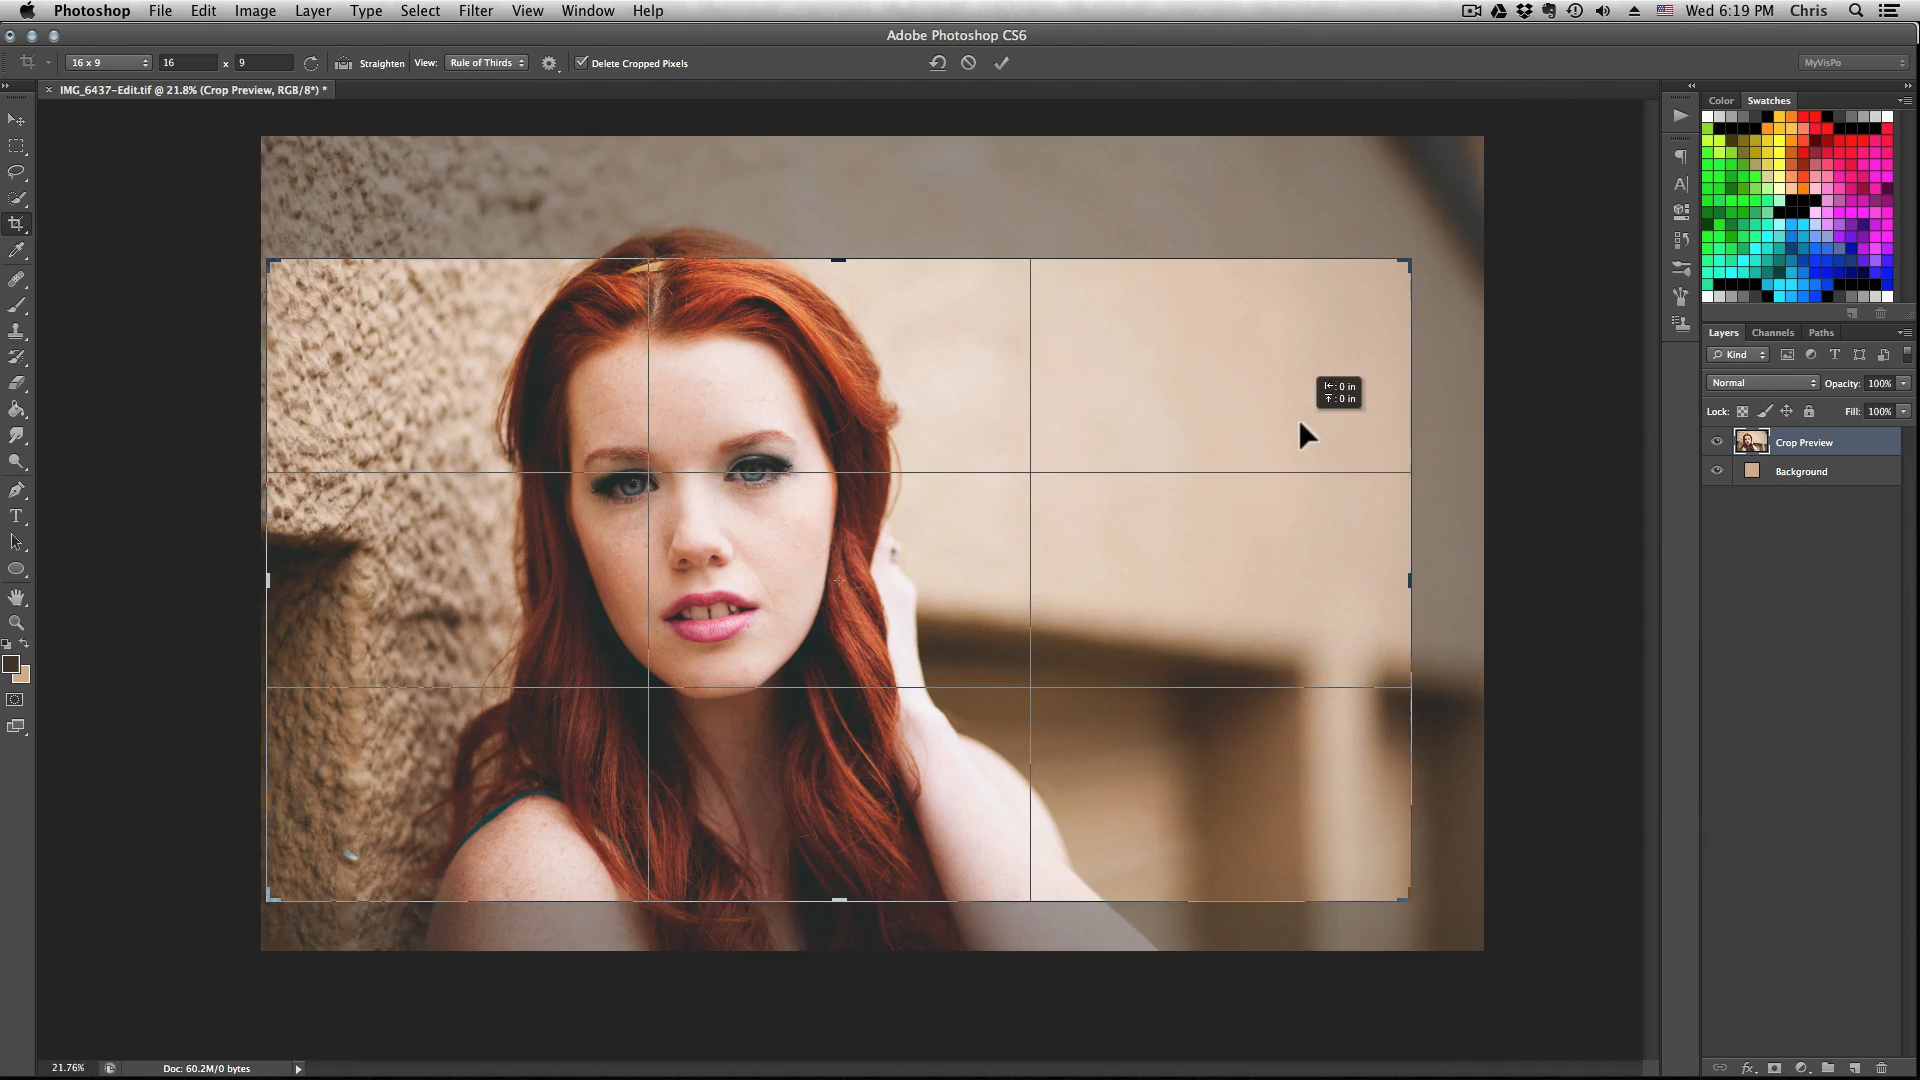 Photoshop File Edit Image Layer Type Select Filter View Window Help Wed 6:19 PM Chris
Adobe Photoshop CS6
16 x 9 16 x 9 Straighten View: Rule of Thirds Delete Cropped Pixels MyVisPo
× IMG_6437-Edit.tif @ 21.8% (Crop Preview, RGB/8*) *
Color Swatches
Layers Channels Paths
Kind
Normal Opacity: 100%
Lock: Fill: 100%
Crop Preview
Background
: 0 in
: 0 in
21.76% Doc: 60.2M/0 bytes